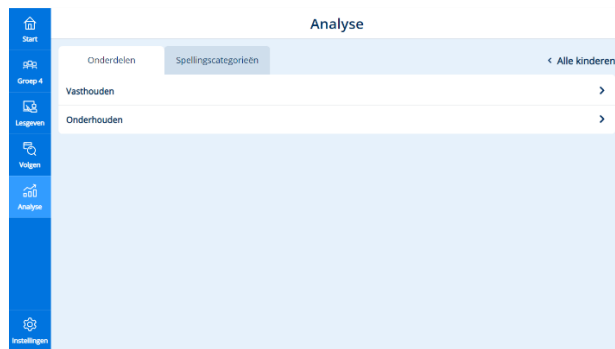 Analyse
Start
Groep 4
Lesgeven
Volgen
Analyse
Instellingen
Onderdelen
Spellingscategorieën
< Alle kinderen
Vasthouden
Onderhouden